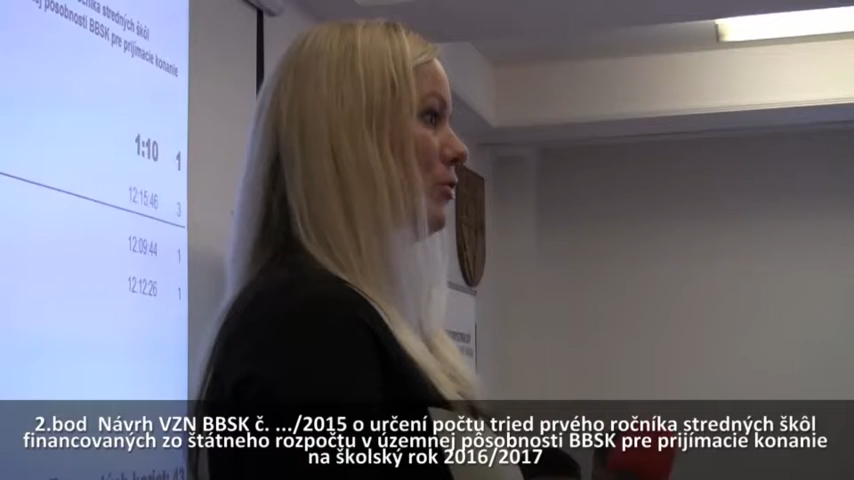 ročníka stredných škôl
pôsobnosti BBSK pre prijímacie konanie
1:10 1
12:15:46 3
12:09:44 1
12:12:26 1
2.bod Návrh VZN BBSK č. .../2015 o určení počtu tried prvého ročníka stredných škôl
financovaných zo štátneho rozpočtu v územnej pôsobnosti BBSK pre prijímacie konanie
na školský rok 2016/2017